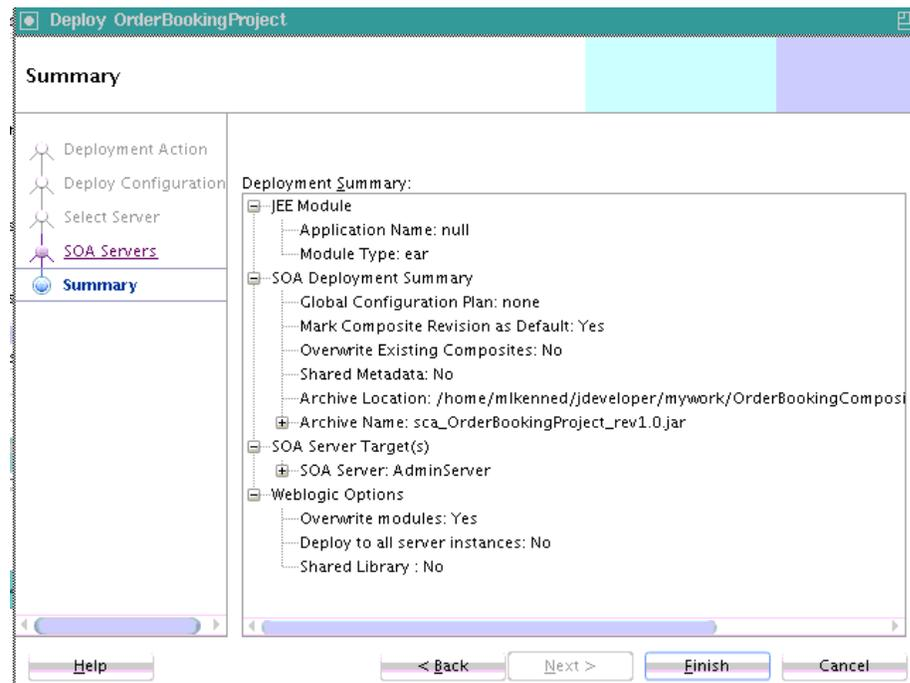 Deploy OrderBookingProject
Summary
Deployment Action
Deploy Configuration
Select Server
SOA Servers
Summary
Deployment Summary:
JEE Module
Application Name: null
Module Type: ear
SOA Deployment Summary
Global Configuration Plan: none
Mark Composite Revision as Default: Yes
Overwrite Existing Composites: No
Shared Metadata: No
Archive Location: /home/mlkenned/jdeveloper/mywork/OrderBookingComposi
Archive Name: sca_OrderBookingProject_rev1.0.jar
SOA Server Target(s)
SOA Server: AdminServer
Weblogic Options
Overwrite modules: Yes
Deploy to all server instances: No
Shared Library : No
Help
< Back
Next >
Finish
Cancel